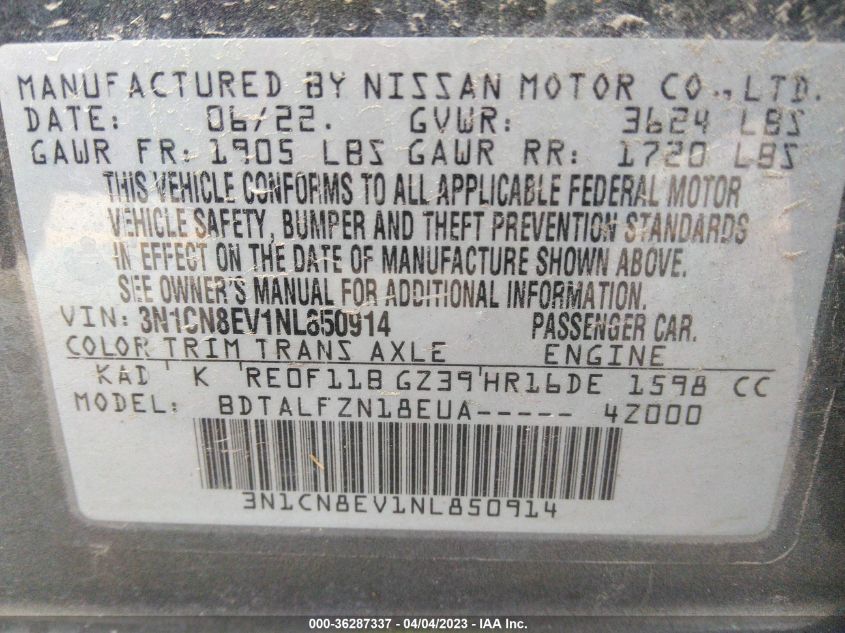 MANUFACTURED BY NISSAN MOTOR CO., LTD.
DATE: 06/22. GVWR: 3624 LBS
GAWR FR: 1905 LBS GAWR RR: 1720 LBS
THIS VEHICLE CONFORMS TO ALL APPLICABLE FEDERAL MOTOR
VEHICLE SAFETY, BUMPER AND THEFT PREVENTION STANDARDS
IN EFFECT ON THE DATE OF MANUFACTURE SHOWN ABOVE.
SEE OWNER'S MANUAL FOR ADDITIONAL INFORMATION.
VIN: 3N1CN8EV1NL850914 PASSENGER CAR.
COLOR TRIM TRANS AXLE ENGINE
KAD K RE0F11B GZ39 HR16DE 1598 CC
MODEL: BDTALFZN18EUA----- 4Z000
3N1CN8EV1NL850914
000-36287337 - 04/04/2023 - IAA Inc.